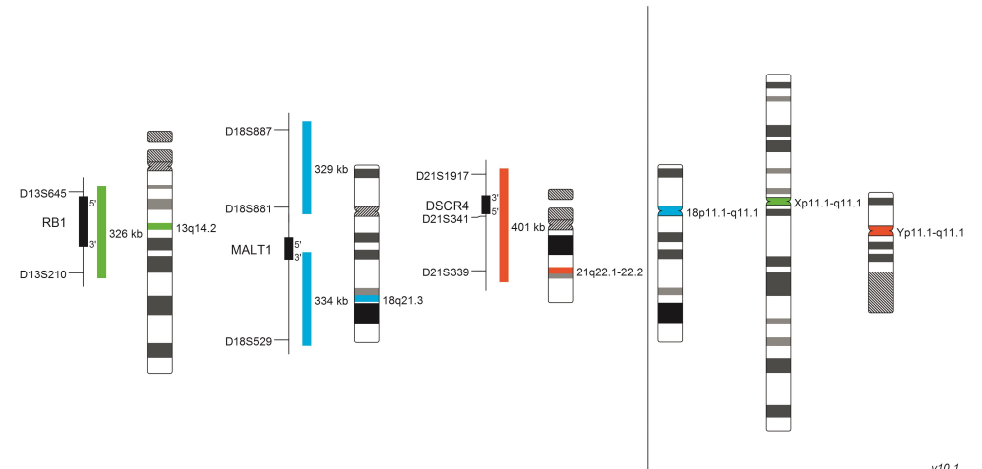 D13S645
5'
RB1
326 kb
3'
D13S210
13q14.2
D18S887
329 kb
D18S661
MALT1
5'
3'
334 kb
D18S529
18q21.3
D21S1917
3'
DSCR4
5'
D21S341
401 kb
D21S339
21q22.1-22.2
18p11.1-q11.1
Xp11.1-q11.1
Yp11.1-q11.1
v10.1